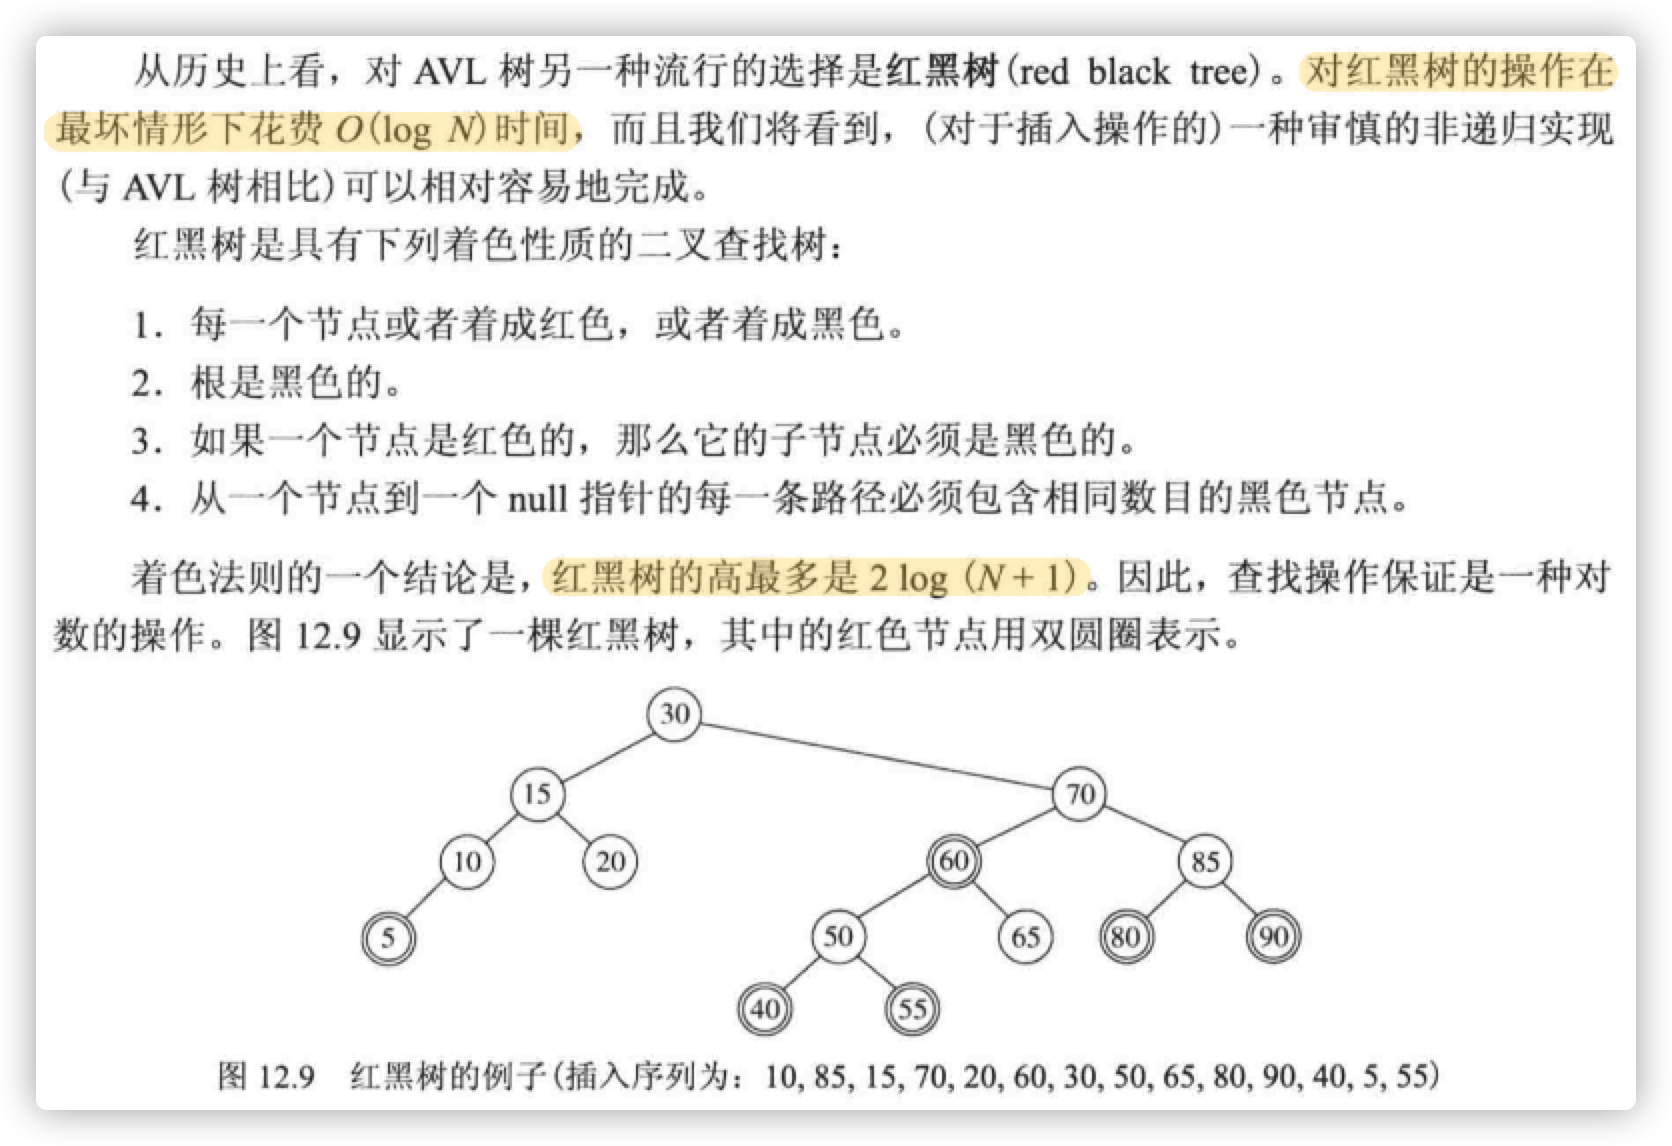 从历史上看，对 AVL 树另一种流行的选择是红黑树(red black tree)。对红黑树的操作在
最坏情形下花费 O(log N)时间，而且我们将看到，(对于插入操作的)一种审慎的非递归实现
(与 AVL 树相比)可以相对容易地完成。
红黑树是具有下列着色性质的二叉查找树：
1. 每一个节点或者着成红色，或者着成黑色。
2. 根是黑色的。
3. 如果一个节点是红色的，那么它的子节点必须是黑色的。
4. 从一个节点到一个 null 指针的每一条路径必须包含相同数目的黑色节点。
着色法则的一个结论是，红黑树的高最多是 2 log (N + 1)。因此，查找操作保证是一种对
数的操作。图 12.9 显示了一棵红黑树，其中的红色节点用双圆圈表示。
30
15 70
10 20 60 85
5 50 65 80 90
40 55
图 12.9 红黑树的例子(插入序列为：10, 85, 15, 70, 20, 60, 30, 50, 65, 80, 90, 40, 5, 55)